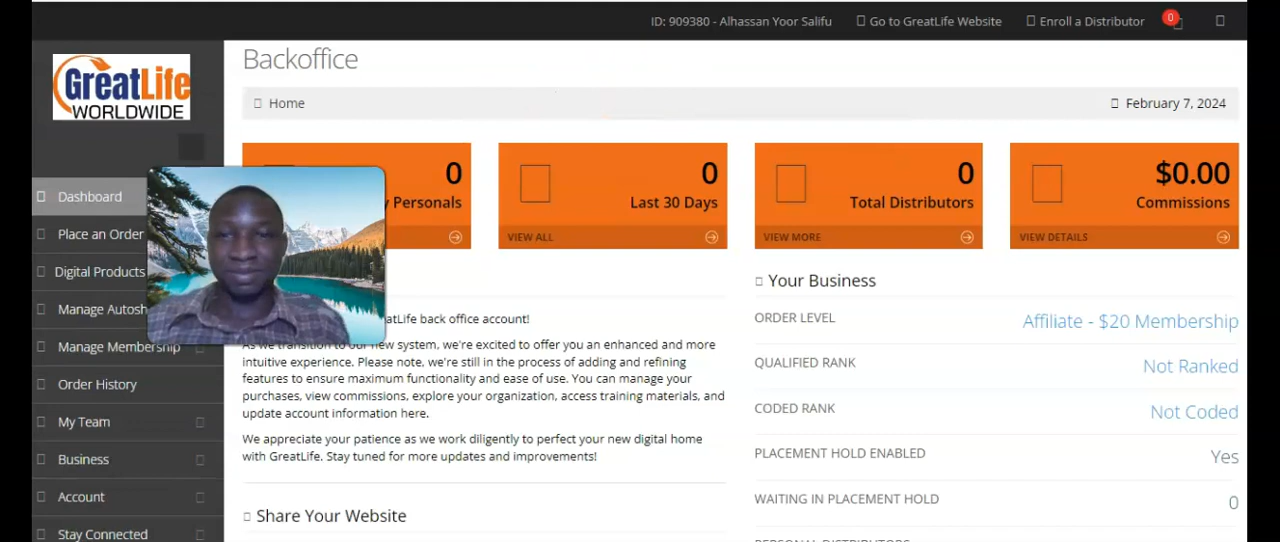 ID: 909380 - Alhassan Yoor Salifu
Go to GreatLife Website
Enroll a Distributor
0
GreatLife
WORLDWIDE
Backoffice
Home
February 7, 2024
Dashboard
Place an Order
Digital Products
Manage Autosh
Manage Membership
Order History
My Team
Business
Account
Stay Connected
0
Personals
0
Last 30 Days
VIEW ALL
0
Total Distributors
VIEW MORE
$0.00
Commissions
VIEW DETAILS
eatLife back office account!
As we transition to our new system, we're excited to offer you an enhanced and more
intuitive experience. Please note, we're still in the process of adding and refining
features to ensure maximum functionality and ease of use. You can manage your
purchases, view commissions, explore your organization, access training materials, and
update account information here.
We appreciate your patience as we work diligently to perfect your new digital home
with GreatLife. Stay tuned for more updates and improvements!
Share Your Website
Your Business
ORDER LEVEL Affiliate - $20 Membership
QUALIFIED RANK Not Ranked
CODED RANK Not Coded
PLACEMENT HOLD ENABLED Yes
WAITING IN PLACEMENT HOLD 0